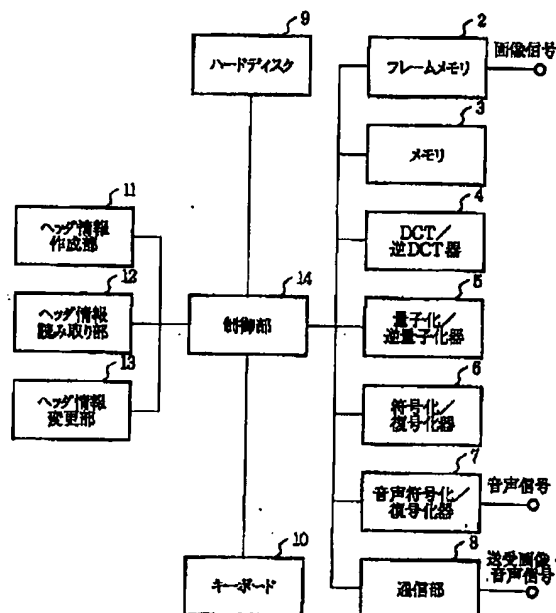 9
ハードディスク
2
フレームメモリ
画像信号
3
メモリ
4
DCT／
逆DCT器
11
ヘッダ情報
作成部
12
ヘッダ情報
読み取り部
13
ヘッダ情報
変更部
14
制御部
5
量子化／
逆量子化器
6
符号化／
復号化器
7
音声符号化／
復号化器
音声信号
8
通信部
送受画像・
音声信号
10
キーボード